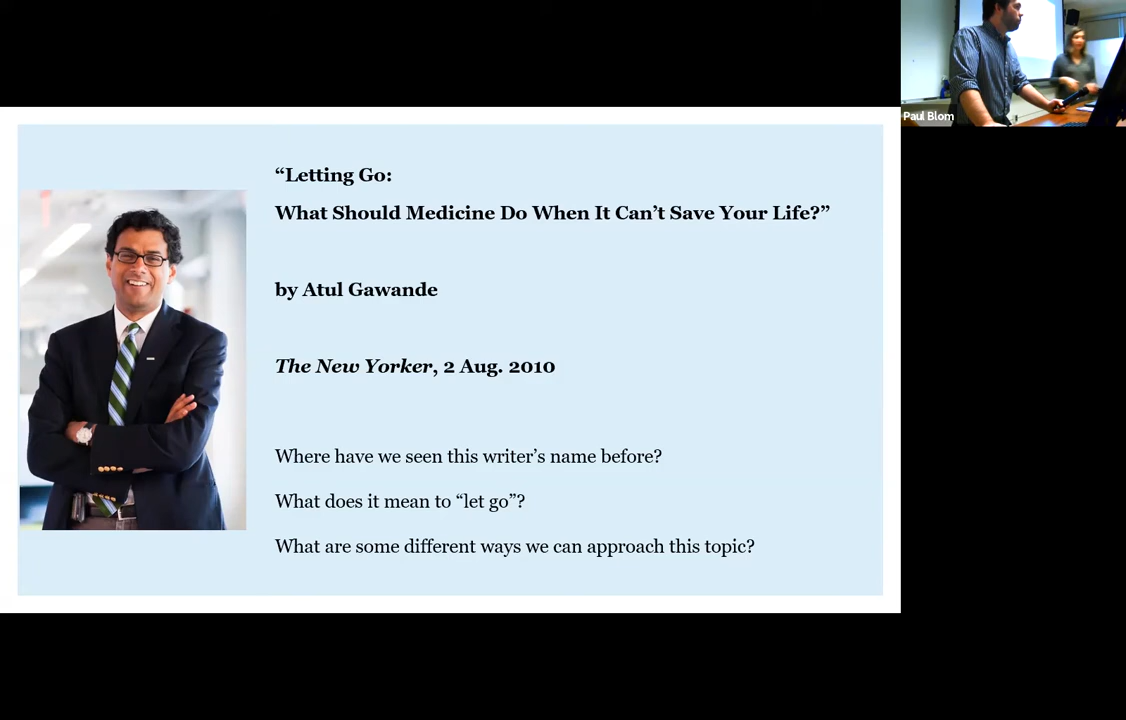 “Letting Go:
What Should Medicine Do When It Can’t Save Your Life?”
by Atul Gawande
The New Yorker, 2 Aug. 2010
Where have we seen this writer’s name before?
What does it mean to “let go”?
What are some different ways we can approach this topic?
Paul Blom